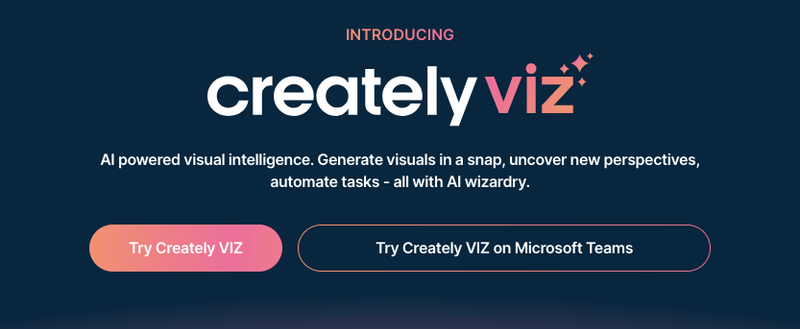 INTRODUCING
creately viz
AI powered visual intelligence. Generate visuals in a snap, uncover new perspectives,
automate tasks - all with AI wizardry.
Try Creately VIZ
Try Creately VIZ on Microsoft Teams